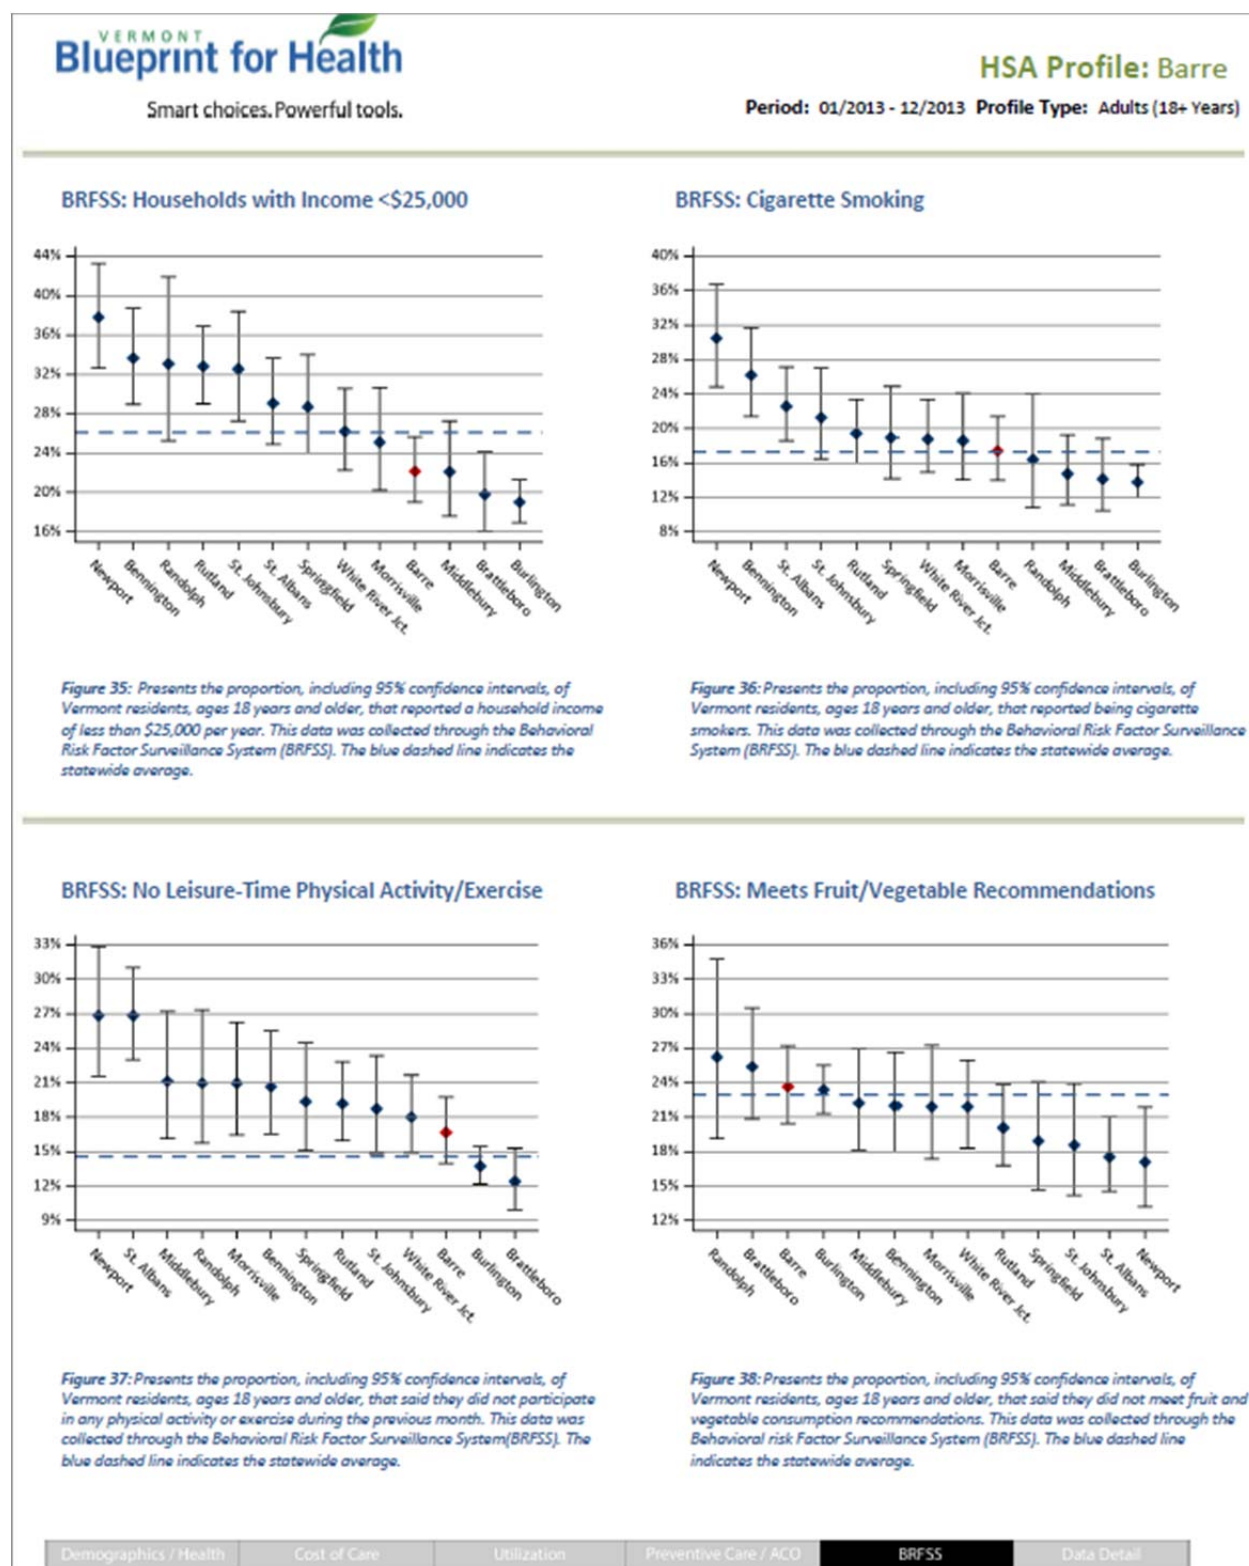 VERMONT
Blueprint for Health
Smart choices. Powerful tools.
HSA Profile: Barre
Period: 01/2013 - 12/2013 Profile Type: Adults (18+ Years)
BRFSS: Households with Income <$25,000
44%
40%
36%
32%
28%
24%
20%
16%
Newport
Bennington
Randolph
Rutland
St. Johnsbury
St. Albans
Springfield
White River Jct.
Morrisville
Barre
Middlebury
Brattleboro
Burlington
Figure 35: Presents the proportion, including 95% confidence intervals, of
Vermont residents, ages 18 years and older, that reported a household income
of less than $25,000 per year. This data was collected through the Behavioral
Risk Factor Surveillance System (BRFSS). The blue dashed line indicates the
statewide average.
BRFSS: Cigarette Smoking
40%
36%
32%
28%
24%
20%
16%
12%
8%
Newport
Bennington
St. Albans
St. Johnsbury
Rutland
Springfield
White River Jct.
Morrisville
Barre
Randolph
Middlebury
Brattleboro
Burlington
Figure 36: Presents the proportion, including 95% confidence intervals, of
Vermont residents, ages 18 years and older, that reported being cigarette
smokers. This data was collected through the Behavioral Risk Factor Surveillance
System (BRFSS). The blue dashed line indicates the statewide average.
BRFSS: No Leisure-Time Physical Activity/Exercise
33%
30%
27%
24%
21%
18%
15%
12%
9%
Newport
St. Albans
Middlebury
Randolph
Morrisville
Bennington
Springfield
Rutland
St. Johnsbury
White River Jct.
Barre
Burlington
Brattleboro
Figure 37: Presents the proportion, including 95% confidence intervals, of
Vermont residents, ages 18 years and older, that said they did not participate
in any physical activity or exercise during the previous month. This data was
collected through the Behavioral Risk Factor Surveillance System(BRFSS). The
blue dashed line indicates the statewide average.
BRFSS: Meets Fruit/Vegetable Recommendations
36%
33%
30%
27%
24%
21%
18%
15%
12%
Randolph
Brattleboro
Barre
Burlington
Middlebury
Bennington
Morrisville
White River Jct.
Rutland
Springfield
St. Johnsbury
St. Albans
Newport
Figure 38: Presents the proportion, including 95% confidence intervals, of
Vermont residents, ages 18 years and older, that said they did not meet fruit and
vegetable consumption recommendations. This data was collected through the
Behavioral risk Factor Surveillance System (BRFSS). The blue dashed line
indicates the statewide average.
Demographics / Health
Cost of Care
Utilization
Preventive Care / ACO
BRFSS
Data Detail